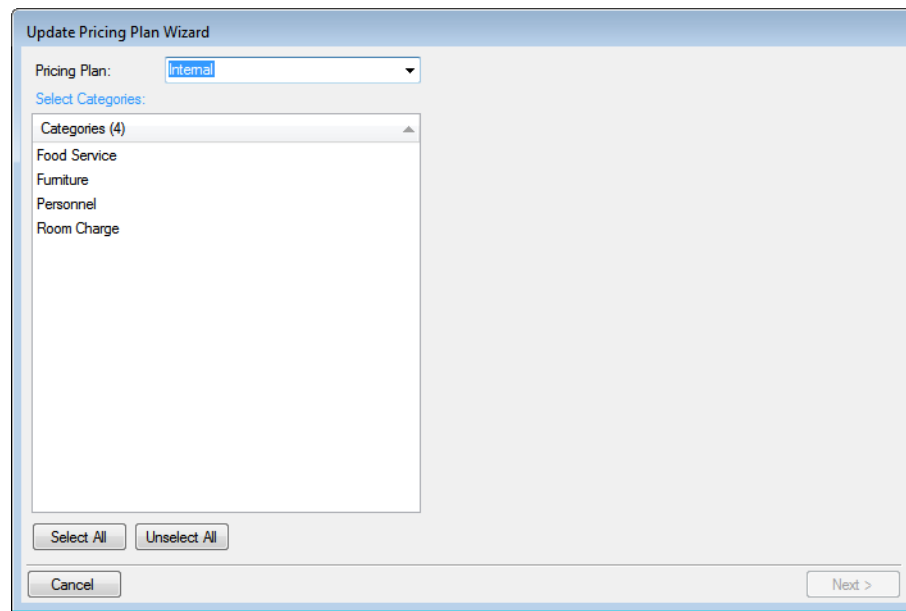 Update Pricing Plan Wizard
Pricing Plan: Internal
Select Categories:
Categories (4)
Food Service
Furniture
Personnel
Room Charge
Select All Unselect All
Cancel Next >